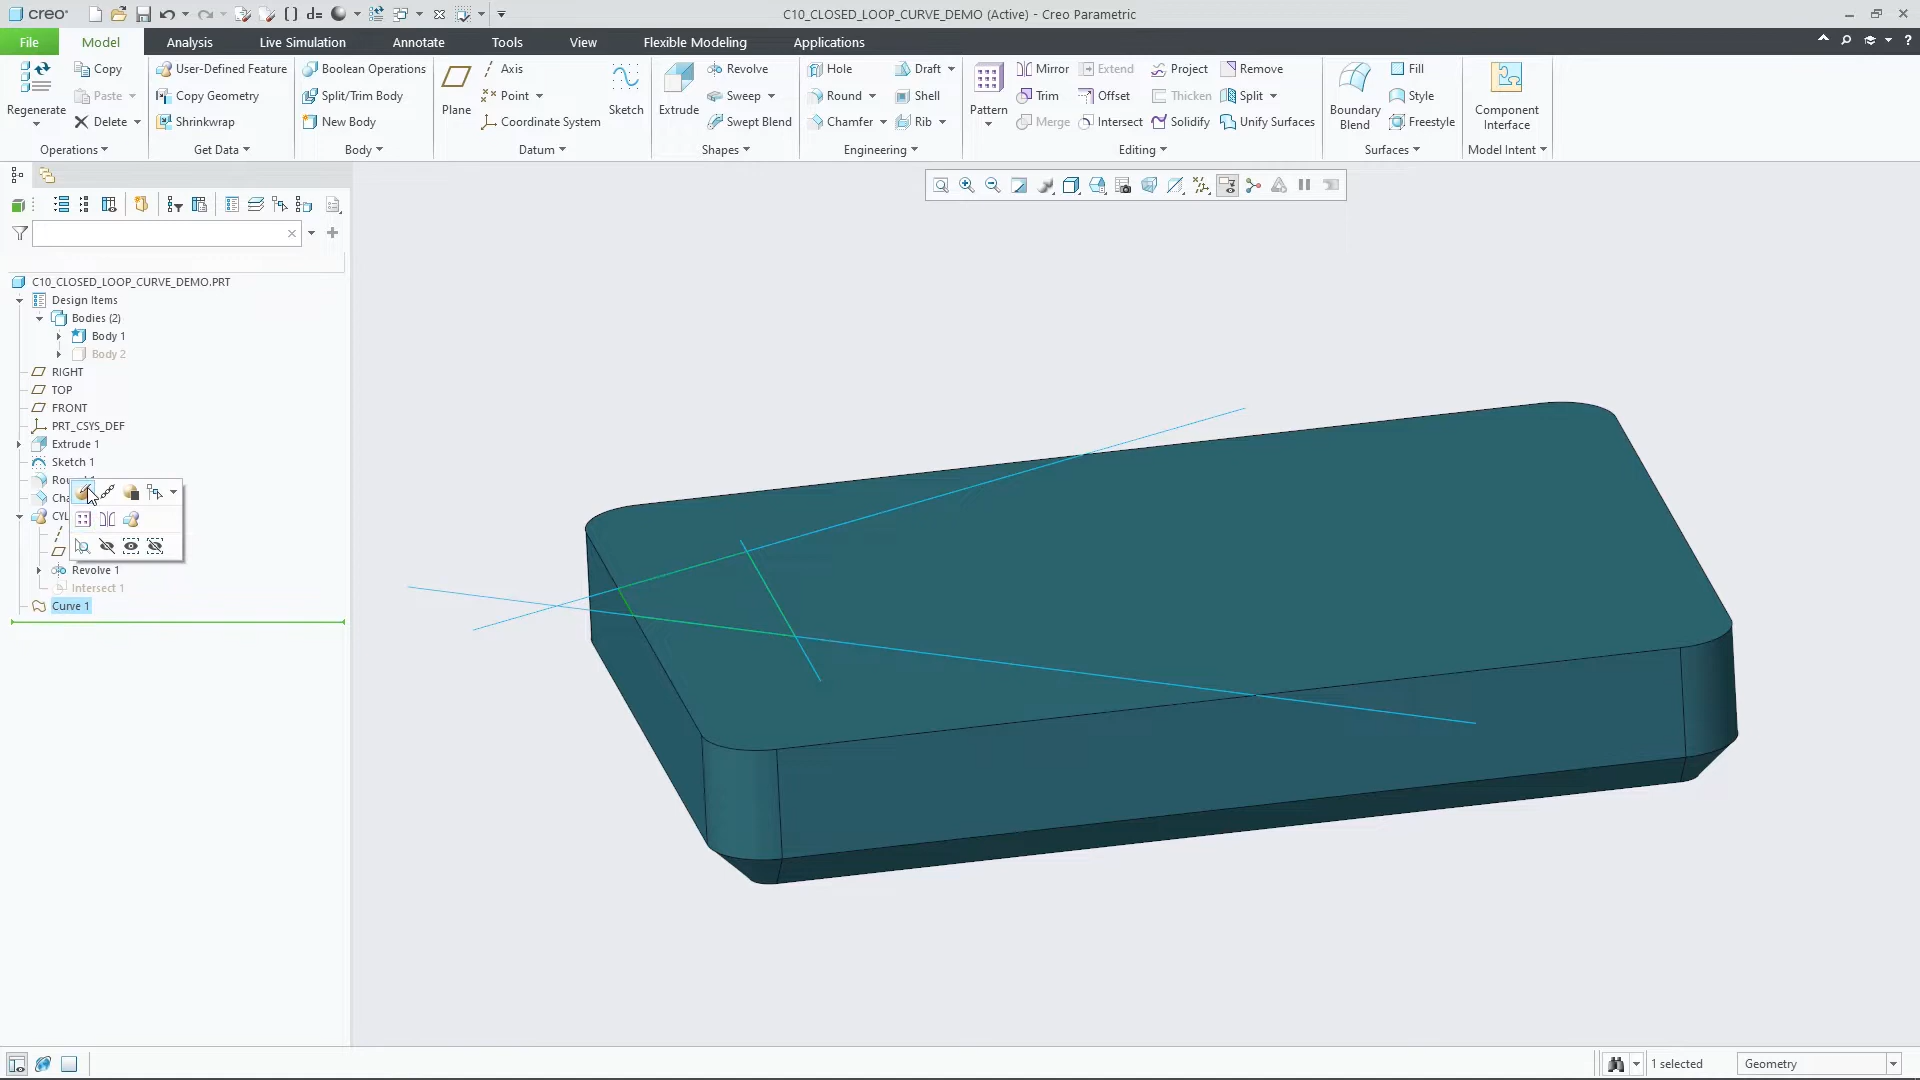 creo
d=
C10_CLOSED_LOOP_CURVE_DEMO (Active) - Creo Parametric
File
Model
Analysis
Live Simulation
Annotate
Tools
View
Flexible Modeling
Applications
Regenerate
Copy
Paste
Delete
Operations
User-Defined Feature
Copy Geometry
Shrinkwrap
Get Data
Boolean Operations
Split/Trim Body
New Body
Body
Plane
Axis
Point
Coordinate System
Sketch
Datum
Extrude
Revolve
Sweep
Swept Blend
Shapes
Hole
Round
Chamfer
Draft
Shell
Rib
Engineering
Pattern
Mirror
Trim
Merge
Extend
Offset
Intersect
Project
Thicken
Solidify
Remove
Split
Unify Surfaces
Editing
Boundary
Blend
Fill
Style
Freestyle
Surfaces
Component
Interface
Model Intent
C10_CLOSED_LOOP_CURVE_DEMO.PRT
Design Items
Bodies (2)
Body 1
Body 2
RIGHT
TOP
FRONT
PRT_CSYS_DEF
Extrude 1
Sketch 1
Rou
Cha
CYL
Revolve 1
Intersect 1
Curve 1
1 selected
Geometry